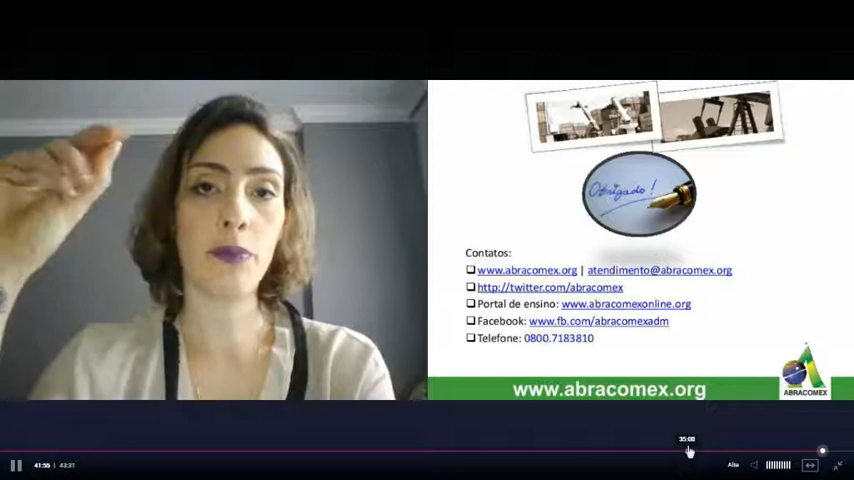 Obrigado!
Contatos:
www.abracomex.org | atendimento@abracomex.org
http://twitter.com/abracomex
Portal de ensino: www.abracomexonline.org
Facebook: www.fb.com/abracomexadm
Telefone: 0800.7183810
www.abracomex.org
ABRACOMEX
35:08
41:55 / 43:31
Alta